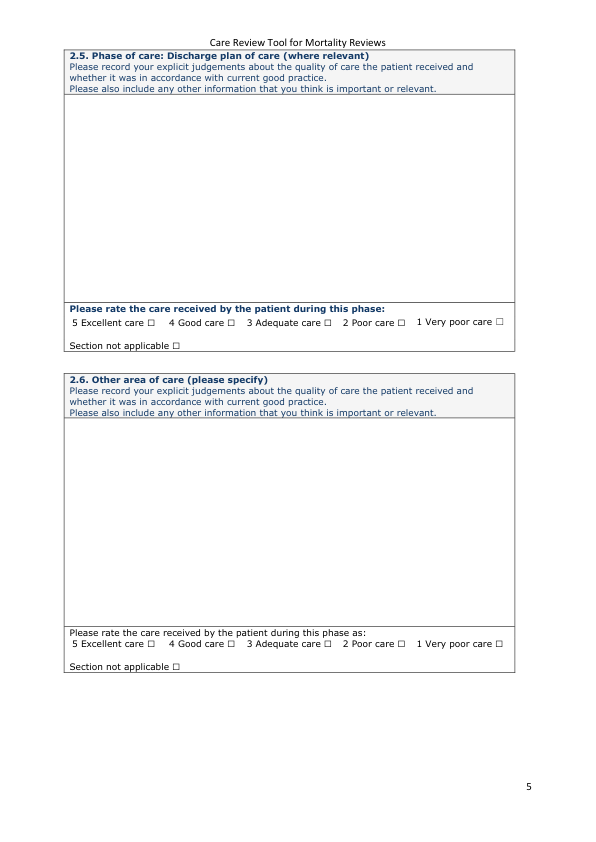 Care Review Tool for Mortality Reviews
2.5. Phase of care: Discharge plan of care (where relevant)
Please record your explicit judgements about the quality of care the patient received and
whether it was in accordance with current good practice.
Please also include any other information that you think is important or relevant.
Please rate the care received by the patient during this phase:
5 Excellent care ☐ 4 Good care ☐ 3 Adequate care ☐ 2 Poor care ☐ 1 Very poor care ☐
Section not applicable ☐
2.6. Other area of care (please specify)
Please record your explicit judgements about the quality of care the patient received and
whether it was in accordance with current good practice.
Please also include any other information that you think is important or relevant.
Please rate the care received by the patient during this phase as:
5 Excellent care ☐ 4 Good care ☐ 3 Adequate care ☐ 2 Poor care ☐ 1 Very poor care ☐
Section not applicable ☐
5